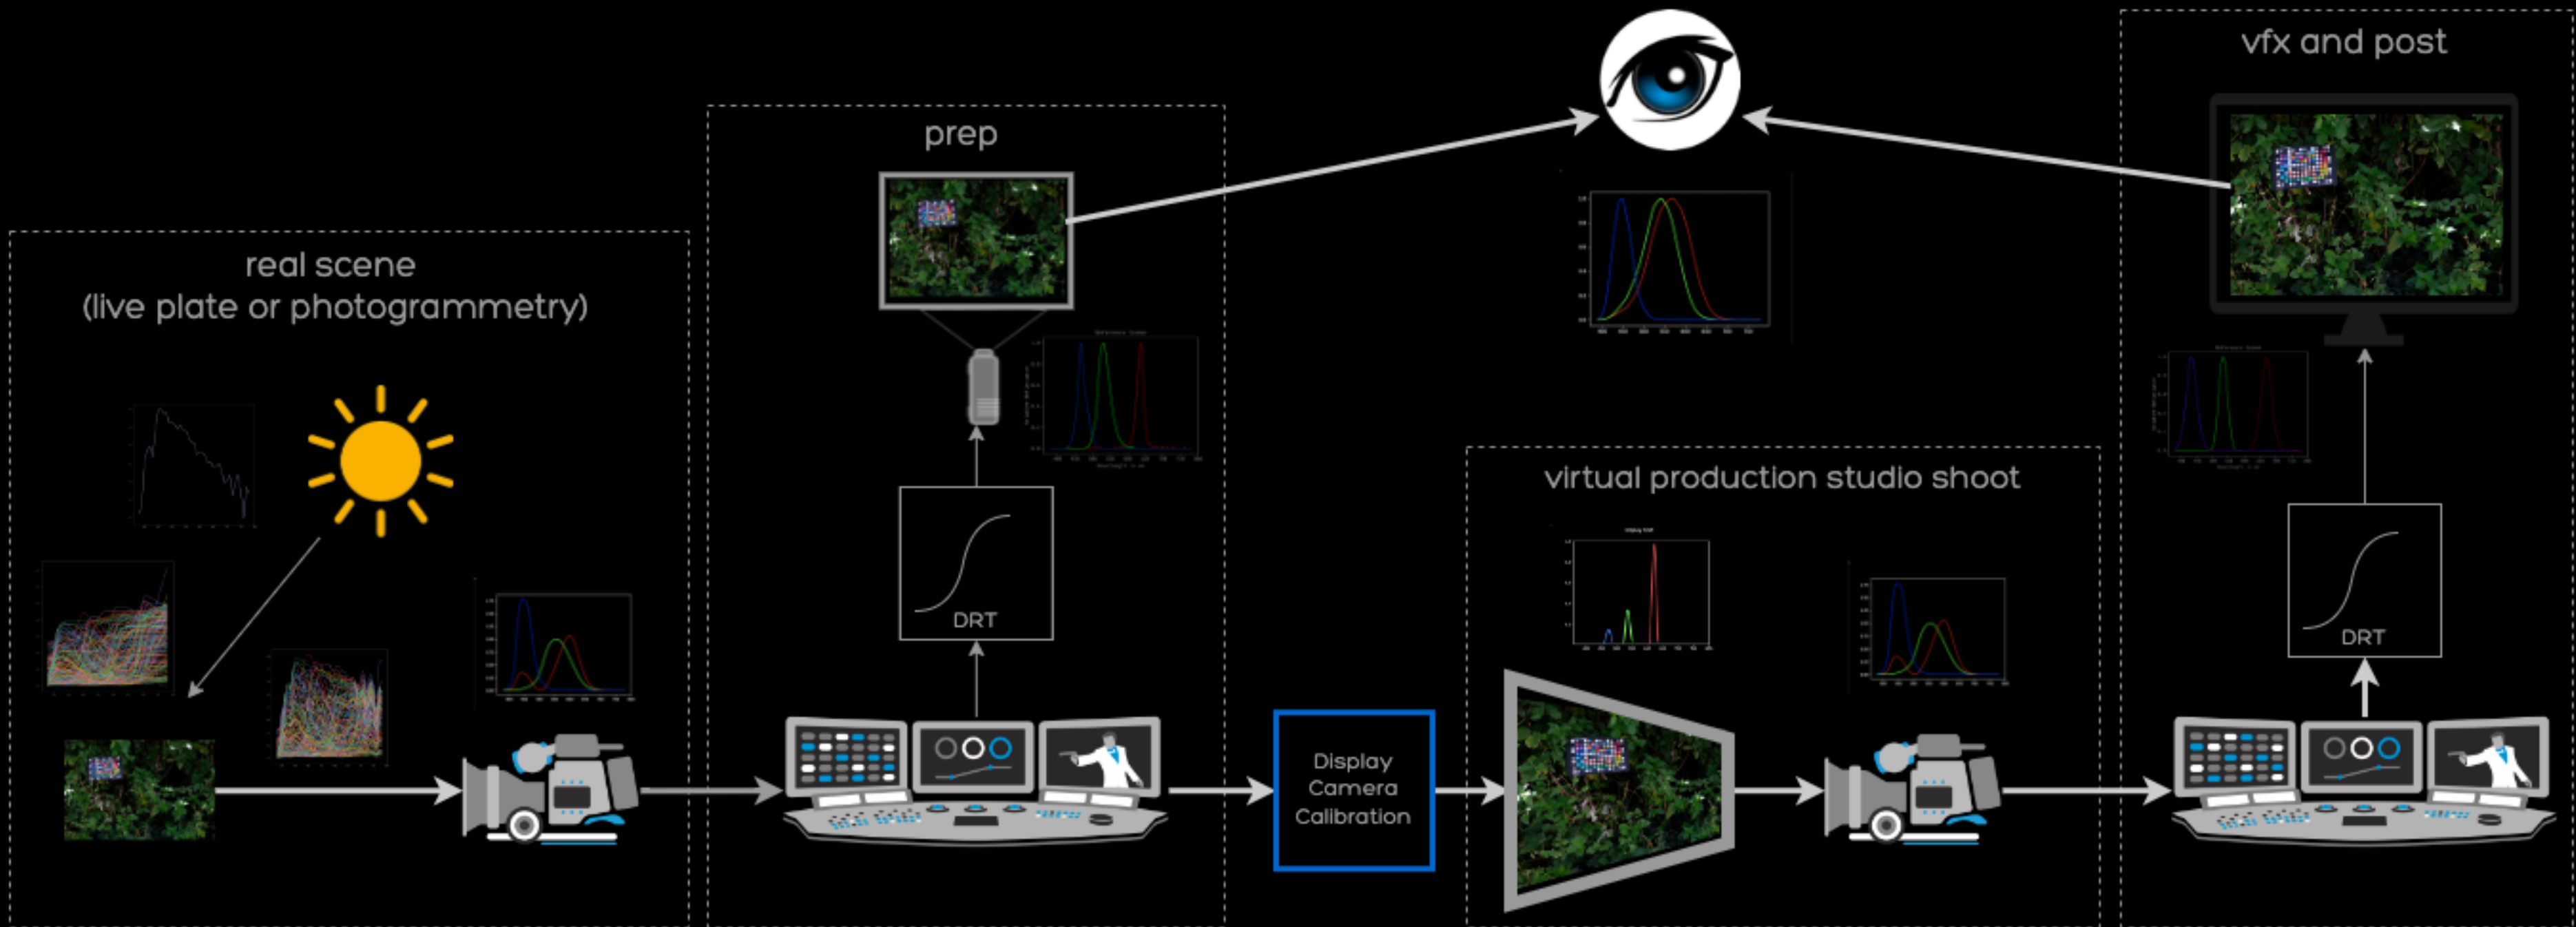 real scene
(live plate or photogrammetry)
prep
DRT
Display
Camera
Calibration
virtual production studio shoot
vfx and post
DRT